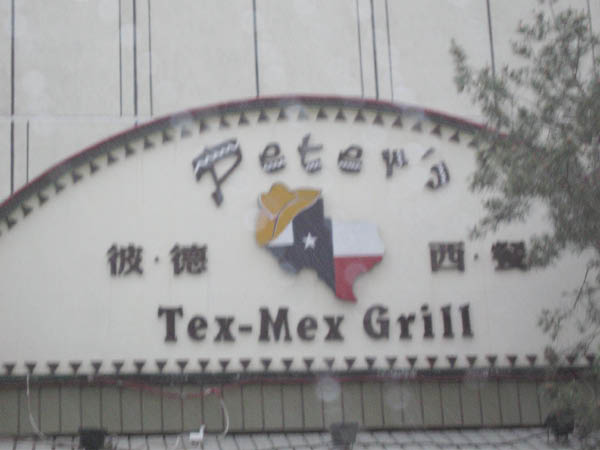 Peter's
彼·德 西·餐
Tex-Mex Grill